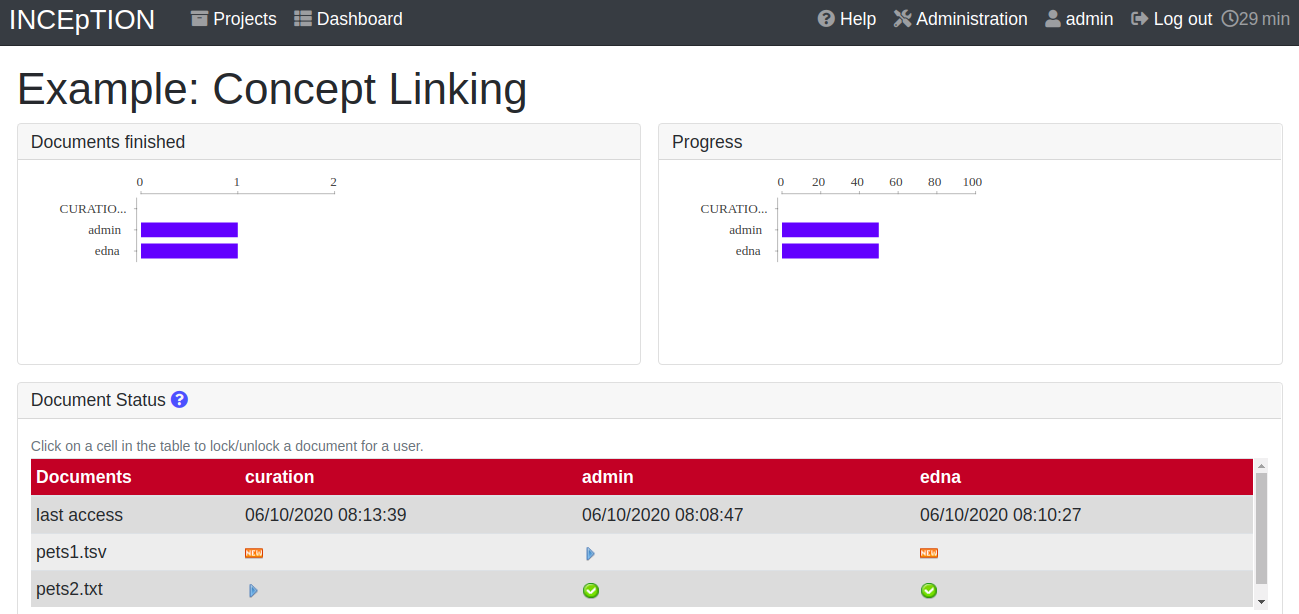 INCEpTION Projects Dashboard Help Administration admin Log out 29 min
Example: Concept Linking
Documents finished
0 1 2
CURATIO...
admin
edna
Progress
0 20 40 60 80 100
CURATIO...
admin
edna
Document Status ?
Click on a cell in the table to lock/unlock a document for a user.
Documents curation admin edna
last access 06/10/2020 08:13:39 06/10/2020 08:08:47 06/10/2020 08:10:27
pets1.tsv NEW NEW
pets2.txt